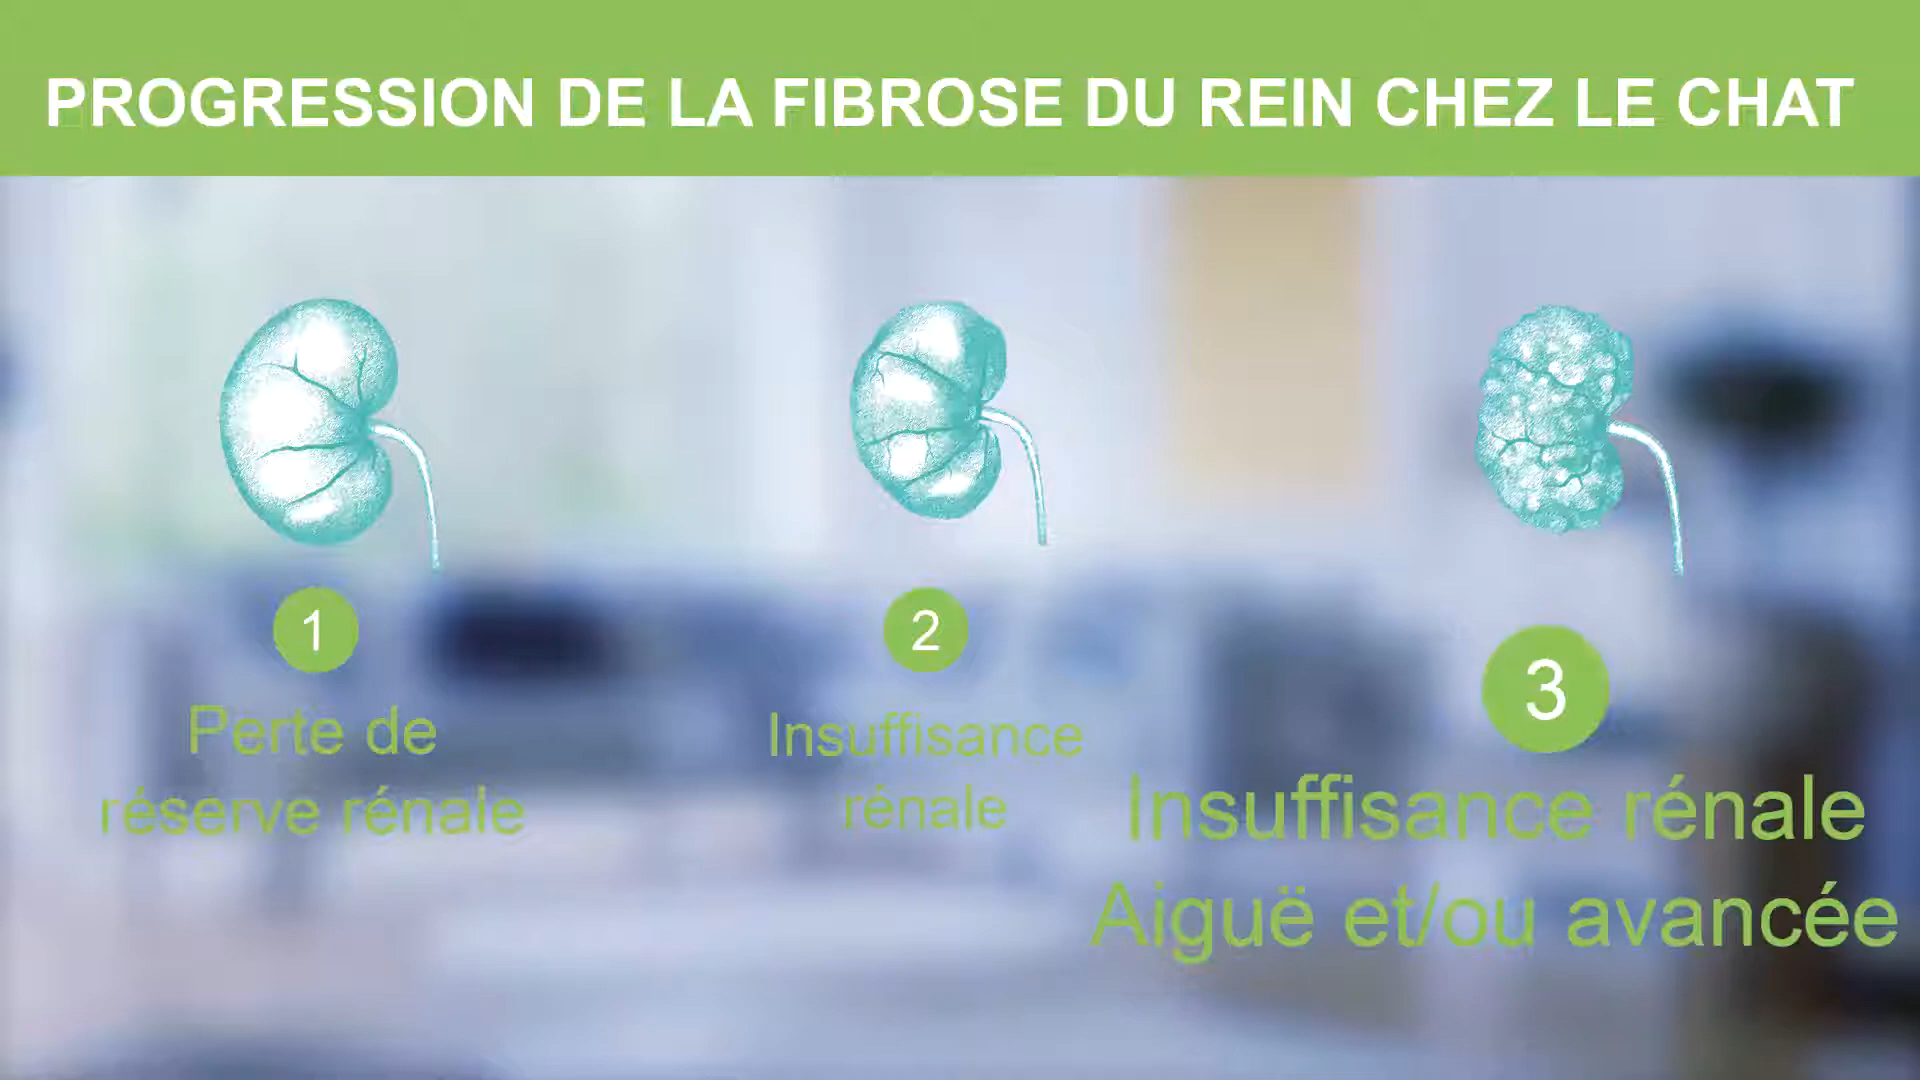 PROGRESSION DE LA FIBROSE DU REIN CHEZ LE CHAT
1
Perte de
réserve rénale
2
Insuffisance
rénale
3
Insuffisance rénale
Aiguë et/ou avancée